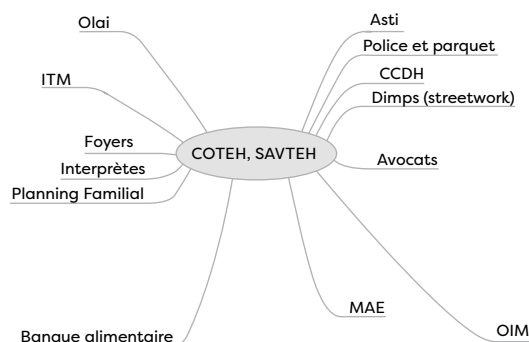 Olai
Asti
Police et parquet
ITM
CCDH
Dimps (streetwork)
Foyers
COTEH, SAVTEH
Interprètes
Avocats
Planning Familial
MAE
Banque alimentaire
OIM